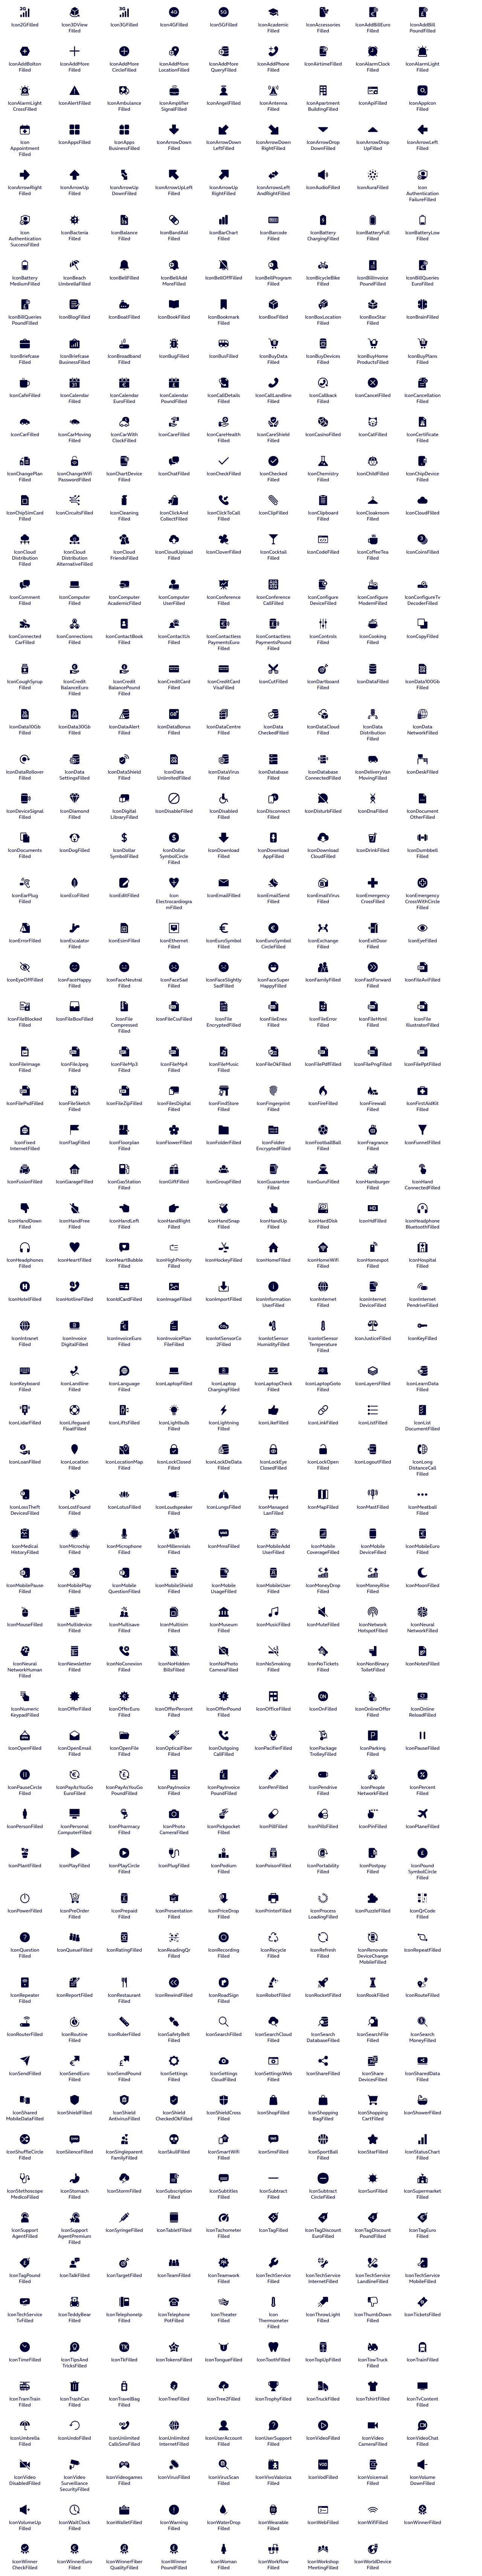 2G 3G 4G 5G
Icon2GFilled Icon3DView Filled Icon3GFilled Icon4GFilled Icon5GFilled IconAcademic Filled IconAccessories Filled IconAddBillEuro Filled IconAddBill PoundFilled
IconAddBolton Filled IconAddMore Filled IconAddMore CircleFilled IconAddMore LocationFilled IconAddMore QueryFilled IconAddPhone Filled IconAirtimeFilled IconAlarmClock Filled IconAlarmLight Filled
IconAlarmLight CrossFilled IconAlertFilled IconAmbulance Filled IconAmplifier SignalFilled IconAngelFilled IconAntenna Filled IconApartment BuildingFilled IconApiFilled IconAppIcon Filled
Icon Appointment Filled IconAppsFilled IconApps BusinessFilled IconArrowDown Filled IconArrowDown LeftFilled IconArrowDown RightFilled IconArrowDrop DownFilled IconArrowDrop UpFilled IconArrowLeft Filled
IconArrowRight Filled IconArrowUp Filled IconArrowUp DownFilled IconArrowUpLeft Filled IconArrowUp RightFilled IconArrowsLeft AndRightFilled IconAudioFilled IconAuraFilled Icon Authentication FailureFilled
Icon Authentication SuccessFilled IconBacteria Filled IconBalance Filled IconBandAid Filled IconBarChart Filled IconBarcode Filled IconBattery ChargingFilled IconBatteryFull Filled IconBatteryLow Filled
IconBattery MediumFilled IconBeach UmbrellaFilled IconBellFilled IconBellAdd MoreFilled IconBellOffFilled IconBellProgram Filled IconBicycleBike Filled IconBillInvoice PoundFilled IconBillQueries EuroFilled
IconBillQueries PoundFilled IconBlogFilled IconBoatFilled IconBookFilled IconBookmark Filled IconBoxFilled IconBoxLocation Filled IconBoxStar Filled IconBrainFilled
IconBriefcase Filled IconBriefcase BusinessFilled IconBroadband Filled IconBugFilled IconBusFilled IconBuyData Filled IconBuyDevices Filled IconBuyHome ProductsFilled IconBuyPlans Filled
IconCafeFilled IconCalendar Filled IconCalendar EuroFilled IconCalendar PoundFilled IconCallDetails Filled IconCallLandline Filled IconCallback Filled IconCancelFilled IconCancellation Filled
IconCarFilled IconCarMoving Filled IconCarWith ClockFilled IconCareFilled IconCareHealth Filled IconCareShield Filled IconCasinoFilled IconCatFilled IconCertificate Filled
IconChangePlan Filled IconChangeWifi PasswordFilled IconChartDevice Filled IconChatFilled IconCheckFilled IconChecked Filled IconChemistry Filled IconChildFilled IconChipDevice Filled
IconChipSimCard Filled IconCircuitsFilled IconCleaning Filled IconClickAnd CollectFilled IconClickToCall Filled IconClipFilled IconClipboard Filled IconCloakroom Filled IconCloudFilled
IconCloud Distribution Filled IconCloud Distribution AlternativeFilled IconCloud FriendsFilled IconCloudUpload Filled IconCloverFilled IconCocktail Filled IconCodeFilled IconCoffeeTea Filled IconCoinsFilled
IconComment Filled IconComputer Filled IconComputer AcademicFilled IconComputer UserFilled IconConference Filled IconConference CallFilled IconConfigure DeviceFilled IconConfigure ModemFilled IconConfigureTv DecoderFilled
IconConnected CarFilled IconConnections Filled IconContactBook Filled IconContactUs Filled IconContactless PaymentsEuro Filled IconContactless PaymentsPound Filled IconControls Filled IconCooking Filled IconCopyFilled
IconCoughSyrup Filled IconCredit BalanceEuro Filled IconCredit BalancePound Filled IconCreditCard Filled IconCreditCard VisaFilled IconCutFilled IconDartboard Filled IconDataFilled IconData100Gb Filled
IconData10Gb Filled IconData30Gb Filled IconDataAlert Filled IconDataBonus Filled IconDataCentre Filled IconData CheckedFilled IconDataCloud Filled IconData Distribution Filled IconData NetworkFilled
IconDataRollover Filled IconData SettingsFilled IconDataShield Filled IconData UnlimitedFilled IconDataVirus Filled IconDatabase Filled IconDatabase ConnectedFilled IconDeliveryVan MovingFilled IconDeskFilled
IconDeviceSignal Filled IconDiamond Filled IconDigital LibraryFilled IconDisableFilled IconDisabled Filled IconDisconnect Filled IconDisturbFilled IconDnaFilled IconDocument OtherFilled
IconDocuments Filled IconDogFilled IconDollar SymbolFilled IconDollar SymbolCircle Filled IconDownload Filled IconDownload AppFilled IconDownload CloudFilled IconDrinkFilled IconDumbbell Filled
IconEarPlug Filled IconEcoFilled IconEditFilled Icon Electrocardiogra mFilled IconEmailFilled IconEmailSend Filled IconEmailVirus Filled IconEmergency CrossFilled IconEmergency CrossWithCircle Filled
IconErrorFilled IconEscalator Filled IconEsimFilled IconEthernet Filled IconEuroSymbol Filled IconEuroSymbol CircleFilled IconExchange Filled IconExitDoor Filled IconEyeFilled
IconEyeOffFilled IconFaceHappy Filled IconFaceNeutral Filled IconFaceSad Filled IconFaceSlightly SadFilled IconFaceSuper HappyFilled IconFamilyFilled IconFastForward Filled IconFileAviFilled
IconFileBlocked Filled IconFileBoxFilled IconFile Compressed Filled IconFileCssFilled IconFile EncryptedFilled IconFileEnex Filled IconFileError Filled IconFileHtml Filled IconFile IllustratorFilled
IconFileImage Filled IconFileJpeg Filled IconFileMp3 Filled IconFileMp4 Filled IconFileMusic Filled IconFileOkFilled IconFilePdfFilled IconFilePngFilled IconFilePptFilled
IconFilePsdFilled IconFileSketch Filled IconFileZipFilled IconFilesDigital Filled IconFindStore Filled IconFingerprint Filled IconFireFilled IconFirewall Filled IconFirstAidKit Filled
IconFixed InternetFilled IconFlagFilled IconFloorplan Filled IconFlowerFilled IconFolderFilled IconFolder EncryptedFilled IconFootballBall Filled IconFragrance Filled IconFunnelFilled
IconFusionFilled IconGarageFilled IconGasStation Filled IconGiftFilled IconGroupFilled IconGuarantee Filled IconGuruFilled IconHamburger Filled IconHand ConnectedFilled
IconHandDown Filled IconHandFree Filled IconHandLeft Filled IconHandRight Filled IconHandSnap Filled IconHandUp Filled IconHardDisk Filled IconHdFilled IconHeadphone BluetoothFilled
IconHeadphones Filled IconHeartFilled IconHeartBubble Filled IconHighPriority Filled IconHockeyFilled IconHomeFilled IconHomeWifi Filled IconHomespot Filled IconHospital Filled
IconHotelFilled IconHotlineFilled IconIdCardFilled IconImageFilled IconImportFilled IconInformation UserFilled IconInternet Filled IconInternet DeviceFilled IconInternet PendriveFilled
IconIntranet Filled IconInvoice DigitalFilled IconInvoiceEuro Filled IconInvoicePlan FileFilled IconIotSensorCo 2Filled IconIotSensor HumidityFilled IconIotSensor Temperature Filled IconJusticeFilled IconKeyFilled
IconKeyboard Filled IconLandline Filled IconLanguage Filled IconLaptopFilled IconLaptop ChargingFilled IconLaptopCheck Filled IconLaptopGoto Filled IconLayersFilled IconLearnData Filled
IconLidarFilled IconLifeguard FloatFilled IconLiftsFilled IconLightbulb Filled IconLightning Filled IconLikeFilled IconLinkFilled IconListFilled IconList DocumentFilled
IconLoanFilled IconLocation Filled IconLocationMap Filled IconLockClosed Filled IconLockDeData Filled IconLockEye ClosedFilled IconLockOpen Filled IconLogoutFilled IconLong DistanceCall Filled
IconLossTheft DevicesFilled IconLostFound Filled IconLotusFilled IconLoudspeaker Filled IconLungsFilled IconManaged LanFilled IconMapFilled IconMastFilled IconMeatball Filled
IconMedical HistoryFilled IconMicrochip Filled IconMicrophone Filled IconMillennials Filled IconMmsFilled IconMobileAdd UserFilled IconMobile CoverageFilled IconMobile DeviceFilled IconMobileEuro Filled
IconMobilePause Filled IconMobilePlay Filled IconMobile QuestionFilled IconMobileShield Filled IconMobile UsageFilled IconMobileUser Filled IconMoneyDrop Filled IconMoneyRise Filled IconMoonFilled
IconMouseFilled IconMultidevice Filled IconMultisave Filled IconMultisim Filled IconMuseum Filled IconMusicFilled IconMuteFilled IconNetwork HotspotFilled IconNeural NetworkFilled
IconNeural NetworkHuman Filled IconNewsletter Filled IconNoConexion Filled IconNoHidden BillsFilled IconNoPhoto CameraFilled IconNoSmoking Filled IconNoTickets Filled IconNonBinary ToiletFilled IconNotesFilled
IconNumeric KeypadFilled IconOfferFilled IconOfferEuro Filled IconOfferPercent Filled IconOfferPound Filled IconOfficeFilled IconOnFilled IconOnlineOffer Filled IconOnline ReloadFilled
IconOpenFilled IconOpenEmail Filled IconOpenFile Filled IconOpticalFiber Filled IconOutgoing CallFilled IconPacifierFilled IconPackage TrolleyFilled IconParking Filled IconPauseFilled
IconPauseCircle Filled IconPayAsYouGo EuroFilled IconPayAsYouGo PoundFilled IconPayInvoice Filled IconPayInvoice PoundFilled IconPenFilled IconPendrive Filled IconPeople NetworkFilled IconPercent Filled
IconPersonFilled IconPersonal ComputerFilled IconPharmacy Filled IconPhoto CameraFilled IconPickpocket Filled IconPillFilled IconPillsFilled IconPinFilled IconPlaneFilled
IconPlantFilled IconPlayFilled IconPlayCircle Filled IconPlugFilled IconPodium Filled IconPoisonFilled IconPortability Filled IconPostpay Filled IconPound SymbolCircle Filled
IconPowerFilled IconPreOrder Filled IconPrepaid Filled IconPresentation Filled IconPriceDrop Filled IconPrinterFilled IconProcess LoadingFilled IconPuzzleFilled IconQrCode Filled
IconQuestion Filled IconQueueFilled IconRatingFilled IconReadingQr Filled IconRecording Filled IconRecycle Filled IconRefresh Filled IconRenovate DeviceChange MobileFilled IconRepeatFilled
IconRepeater Filled IconReportFilled IconRestaurant Filled IconRewindFilled IconRoadSign Filled IconRobotFilled IconRocketFilled IconRookFilled IconRouteFilled
IconRouterFilled IconRoutine Filled IconRulerFilled IconSafetyBelt Filled IconSearchFilled IconSearchCloud Filled IconSearch DatabaseFilled IconSearchFile Filled IconSearch MoneyFilled
IconSendFilled IconSendEuro Filled IconSendPound Filled IconSettings Filled IconSettings CloudFilled IconSettingsWeb Filled IconShareFilled IconShare DevicesFilled IconSharedData Filled
IconShared MobileDataFilled IconShieldFilled IconShield AntivirusFilled IconShield CheckedOkFilled IconShieldCross Filled IconShopFilled IconShopping BagFilled IconShopping CartFilled IconShowerFilled
IconShuffleCircle Filled IconSilenceFilled IconSingleparent FamilyFilled IconSkullFilled IconSmartWifi Filled IconSmsFilled IconSportBall Filled IconStarFilled IconStatusChart Filled
IconStethoscope MedicoFilled IconStomach Filled IconStormFilled IconSubscription Filled IconSubtitles Filled IconSubtract Filled IconSubtract CircleFilled IconSunFilled IconSupermarket Filled
IconSupport AgentFilled IconSupport AgentPremium Filled IconSyringeFilled IconTabletFilled IconTachometer Filled IconTagFilled IconTagDiscount EuroFilled IconTagDiscount PoundFilled IconTagEuro Filled
IconTagPound Filled IconTalkFilled IconTargetFilled IconTeamFilled IconTeamwork Filled IconTechService Filled IconTechService InternetFilled IconTechService LandlineFilled IconTechService MobileFilled
IconTechService TvFilled IconTeddyBear Filled IconTelephoneIp Filled IconTelephone PotFilled IconTheater Filled Icon Thermometer Filled IconThrowLight Filled IconThumbDown Filled IconTicketsFilled
IconTimeFilled IconTipsAnd TricksFilled IconTkFilled IconTokensFilled IconTongueFilled IconToothFilled IconTopUpFilled IconTowTruck Filled IconTrainFilled
IconTramTrain Filled IconTrashCan Filled IconTravelBag Filled IconTreeFilled IconTree2Filled IconTrophyFilled IconTruckFilled IconTshirtFilled IconTvContent Filled
IconUmbrella Filled IconUndoFilled IconUnlimited CallsSmsFilled IconUnlimited InternetFilled IconUserAccount Filled IconUserSupport Filled IconVideoFilled IconVideo CameraFilled IconVideoChat Filled
IconVideo DisabledFilled IconVideo Surveillance SecurityFilled IconVideogames Filled IconVirusFilled IconVirusScan Filled IconVivoValoriza Filled IconVodFilled IconVoicemail Filled IconVolume DownFilled
IconVolumeUp Filled IconWaitClock Filled IconWalletFilled IconWarning Filled IconWaterDrop Filled IconWearable Filled IconWebFilled IconWifiFilled IconWinnerFilled
IconWinner CheckFilled IconWinnerEuro Filled IconWinnerFiber QualityFilled IconWinner PoundFilled IconWoman Filled IconWorkflow Filled IconWorkshop MeetingFilled IconWorldDevice Filled